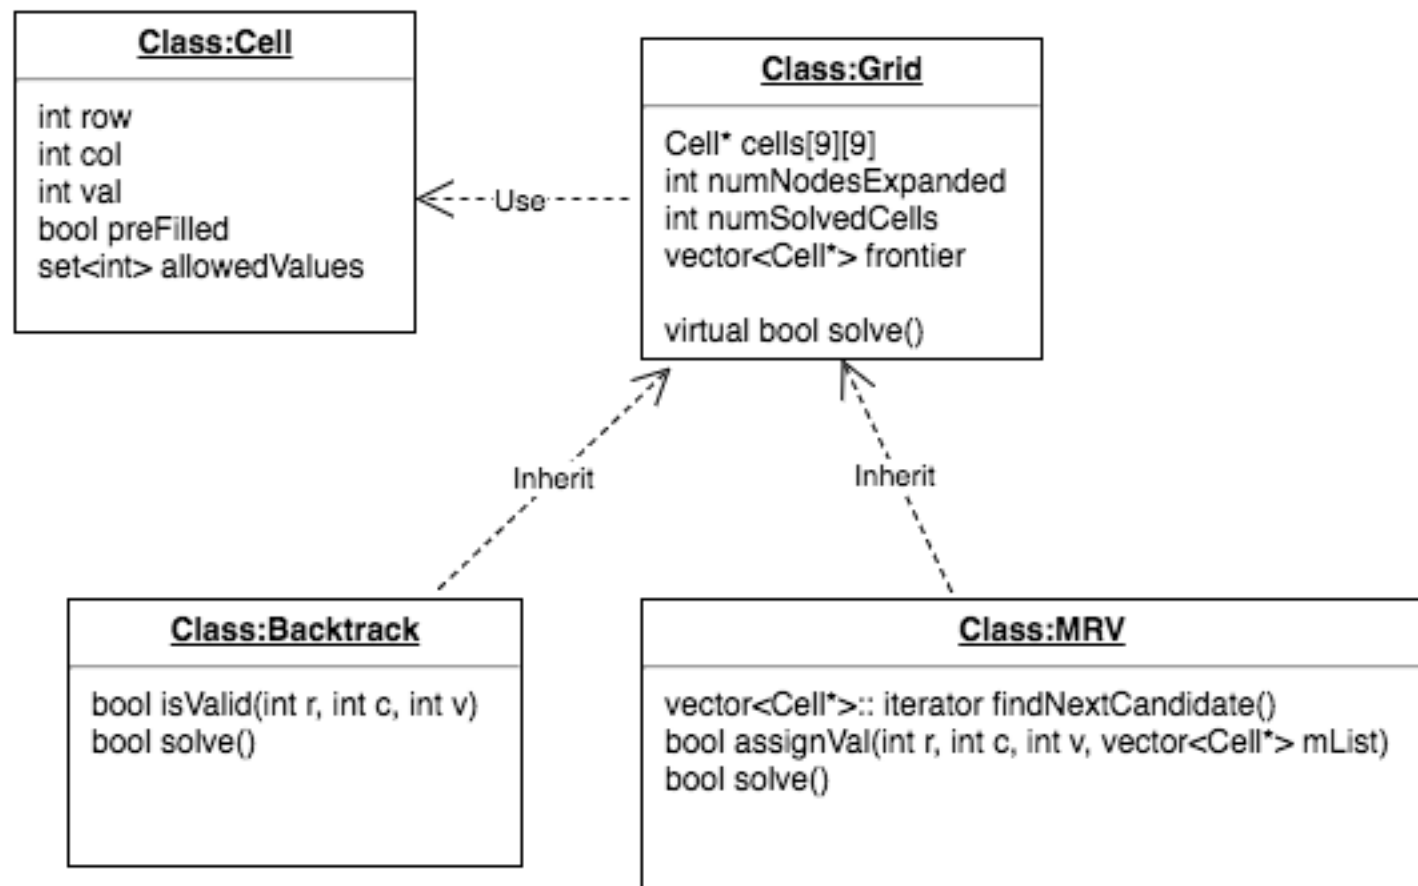 Class:Cell
int row
int col
int val
bool preFilled
set<int> allowedValues
Use
Class:Grid
Cell* cells[9][9]
int numNodesExpanded
int numSolvedCells
vector<Cell*> frontier
virtual bool solve()
Inherit
Inherit
Class:Backtrack
bool isValid(int r, int c, int v)
bool solve()
Class:MRV
vector<Cell*>:: iterator findNextCandidate()
bool assignVal(int r, int c, int v, vector<Cell*> mList)
bool solve()